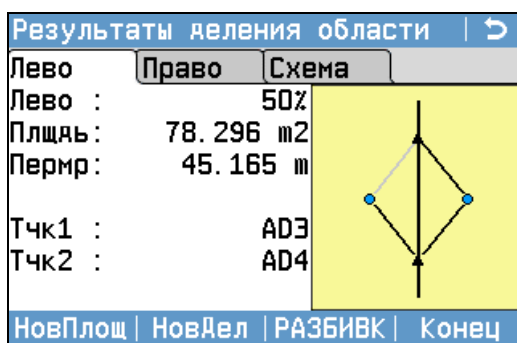 Результаты деления области
Лево Право Схема
Лево : 50%
Плщдь: 78.296 m2
Пермр: 45.165 m
Тчк1 : AD3
Тчк2 : AD4
НовПлощ | НовДел | РАЗБИВК | Конец